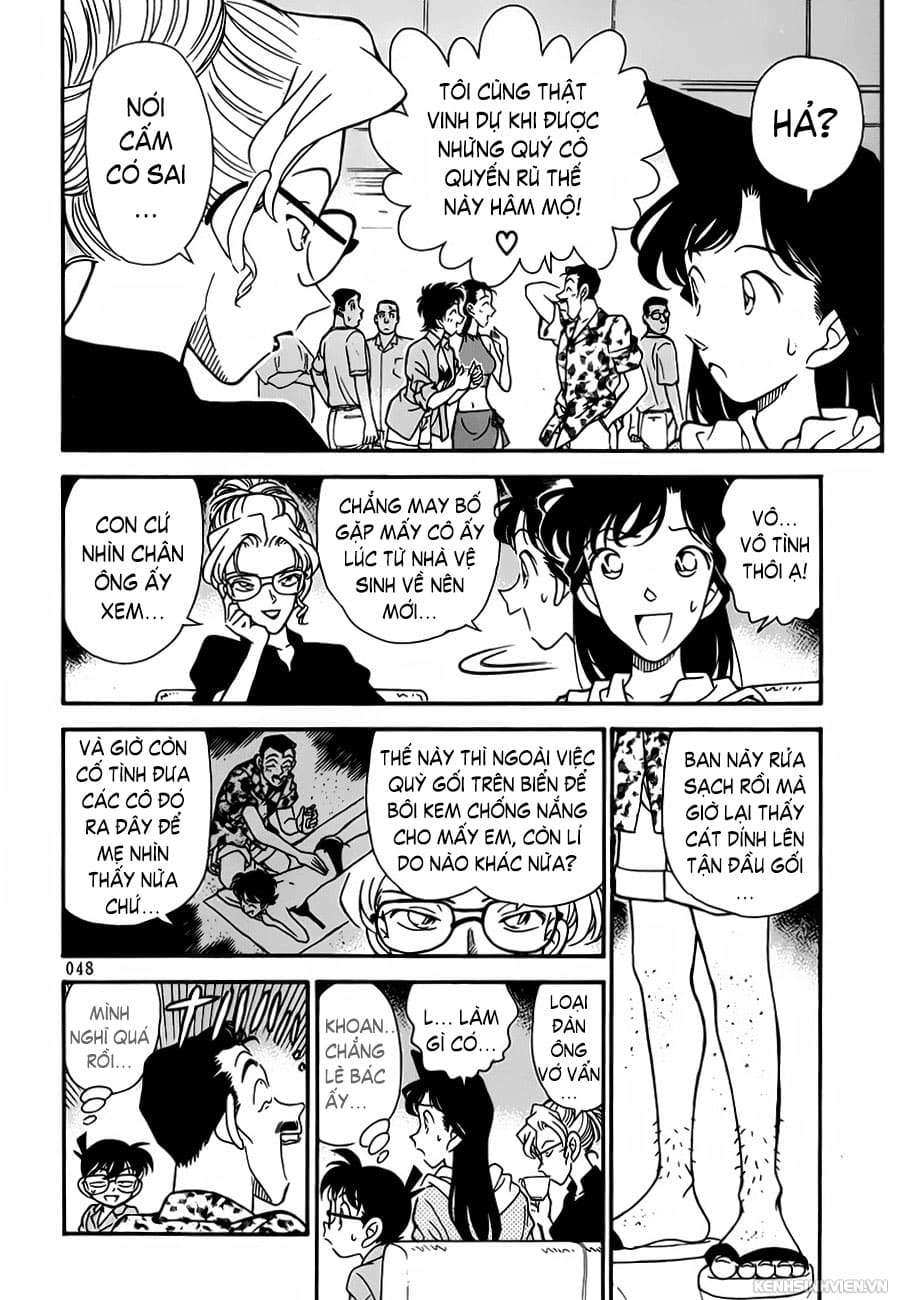 HẢ?
TÔI CŨNG THẬT
VINH DỰ KHI ĐƯỢC
NHỮNG QUÝ CÔ
QUYẾN RŨ THẾ
NÀY HÂM MỘ!
NÓI
CẤM
CÓ SAI
...
VÔ...
VÔ TÌNH
THÔI Ạ!
CHẲNG MAY BỐ
GẶP MẤY CÔ ẤY
LÚC TỪ NHÀ VỆ
SINH VỀ NÊN
MỚI...
CON CỨ
NHÌN CHÂN
ÔNG ẤY
XEM...
BAN NÃY RỬA
SẠCH RỒI MÀ
GIỜ LẠI THẤY
CÁT DÍNH LÊN
TẬN ĐẦU GỐI
...
THẾ NÀY THÌ NGOÀI VIỆC
QUỲ GỐI TRÊN BIỂN ĐỂ
BÔI KEM CHỐNG NẮNG
CHO MẤY EM, CÒN LÍ
DO NÀO KHÁC NỮA?
VÀ GIỜ CÒN
CỐ TÌNH ĐƯA
CÁC CÔ ĐÓ
RA ĐÂY ĐỂ
MẸ NHÌN
THẤY NỮA
CHỨ...
048
LOẠI
ĐÀN
ÔNG
VỚ VẨN
L... LÀM
GÌ CÓ...
KHOAN..
CHẲNG
LẼ BÁC
ẤY...
MÌNH
NGHĨ QUÁ
RỒI...
KENHSINHVIEN.VN